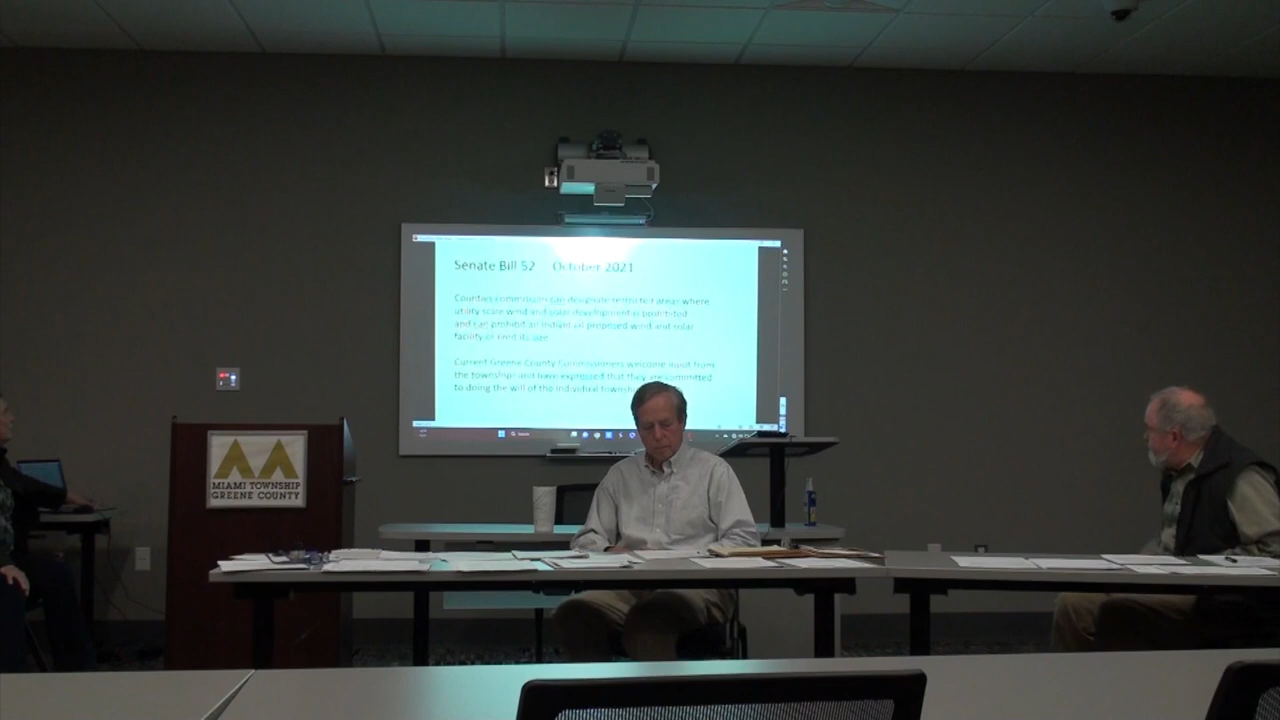 Senate Bill 52 October 2021
Counties commission can designate restricted areas where
utility scale wind and solar development is prohibited
and can prohibit an individual proposed wind and solar
facility or limit its size.
Current Greene County Commissioners welcome input from
the townships and have expressed that they are committed
to doing the will of the individual
MIAMI TOWNSHIP
GREENE COUNTY